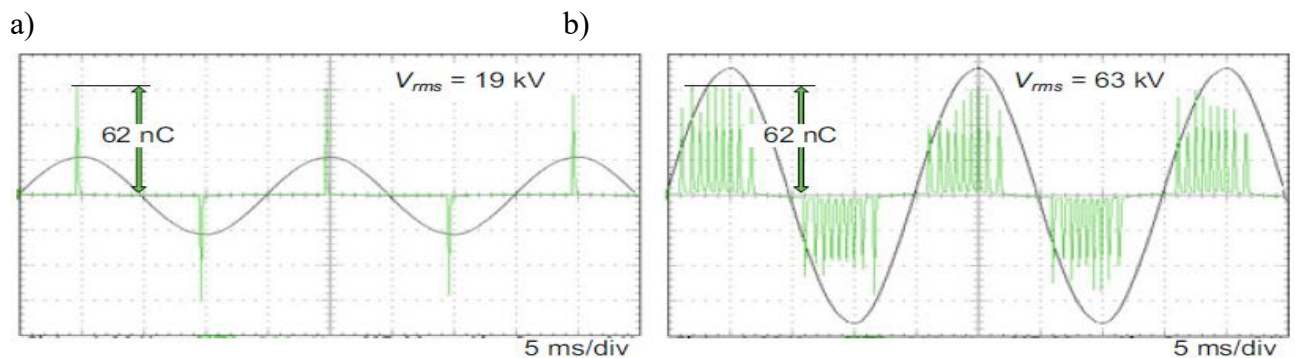 a)
b)
Vrms = 19 kV
62 nC
5 ms/div
Vrms = 63 kV
62 nC
5 ms/div